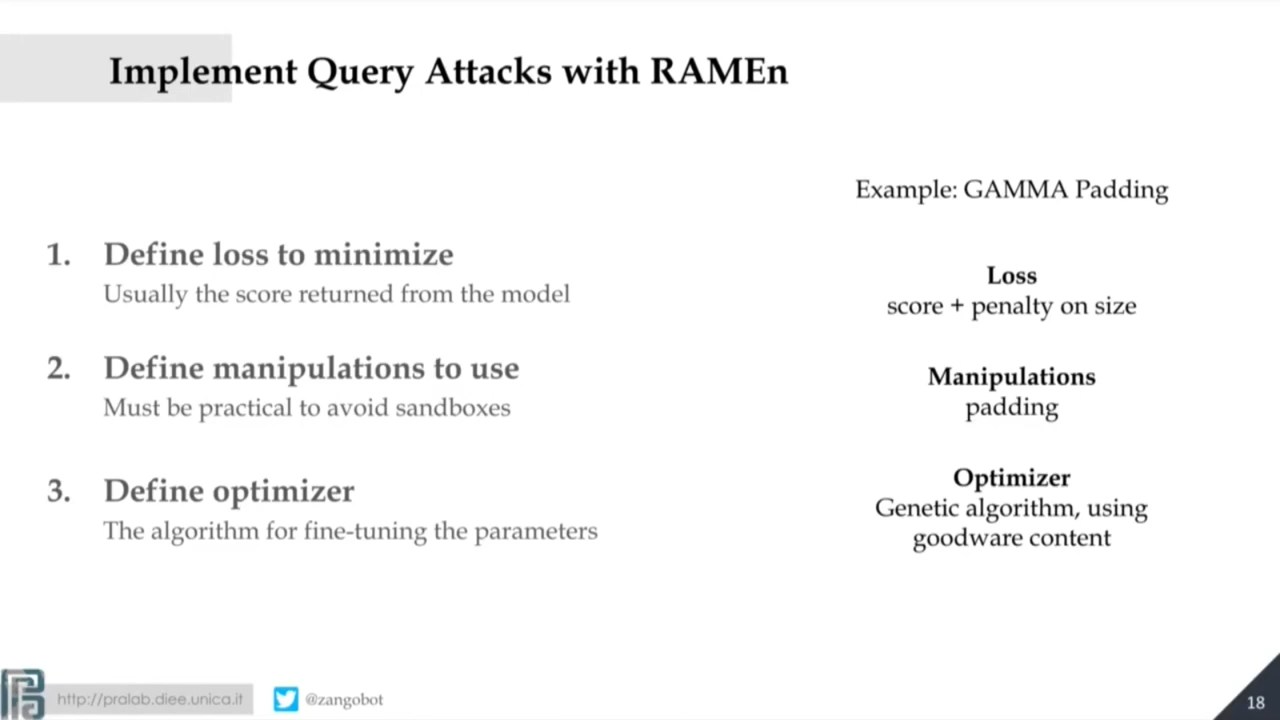 Implement Query Attacks with RAMEn
1. Define loss to minimize
Usually the score returned from the model
2. Define manipulations to use
Must be practical to avoid sandboxes
3. Define optimizer
The algorithm for fine-tuning the parameters
Example: GAMMA Padding
Loss
score + penalty on size
Manipulations
padding
Optimizer
Genetic algorithm, using
goodware content
http://pralab.diee.unica.it
@zangobot
18